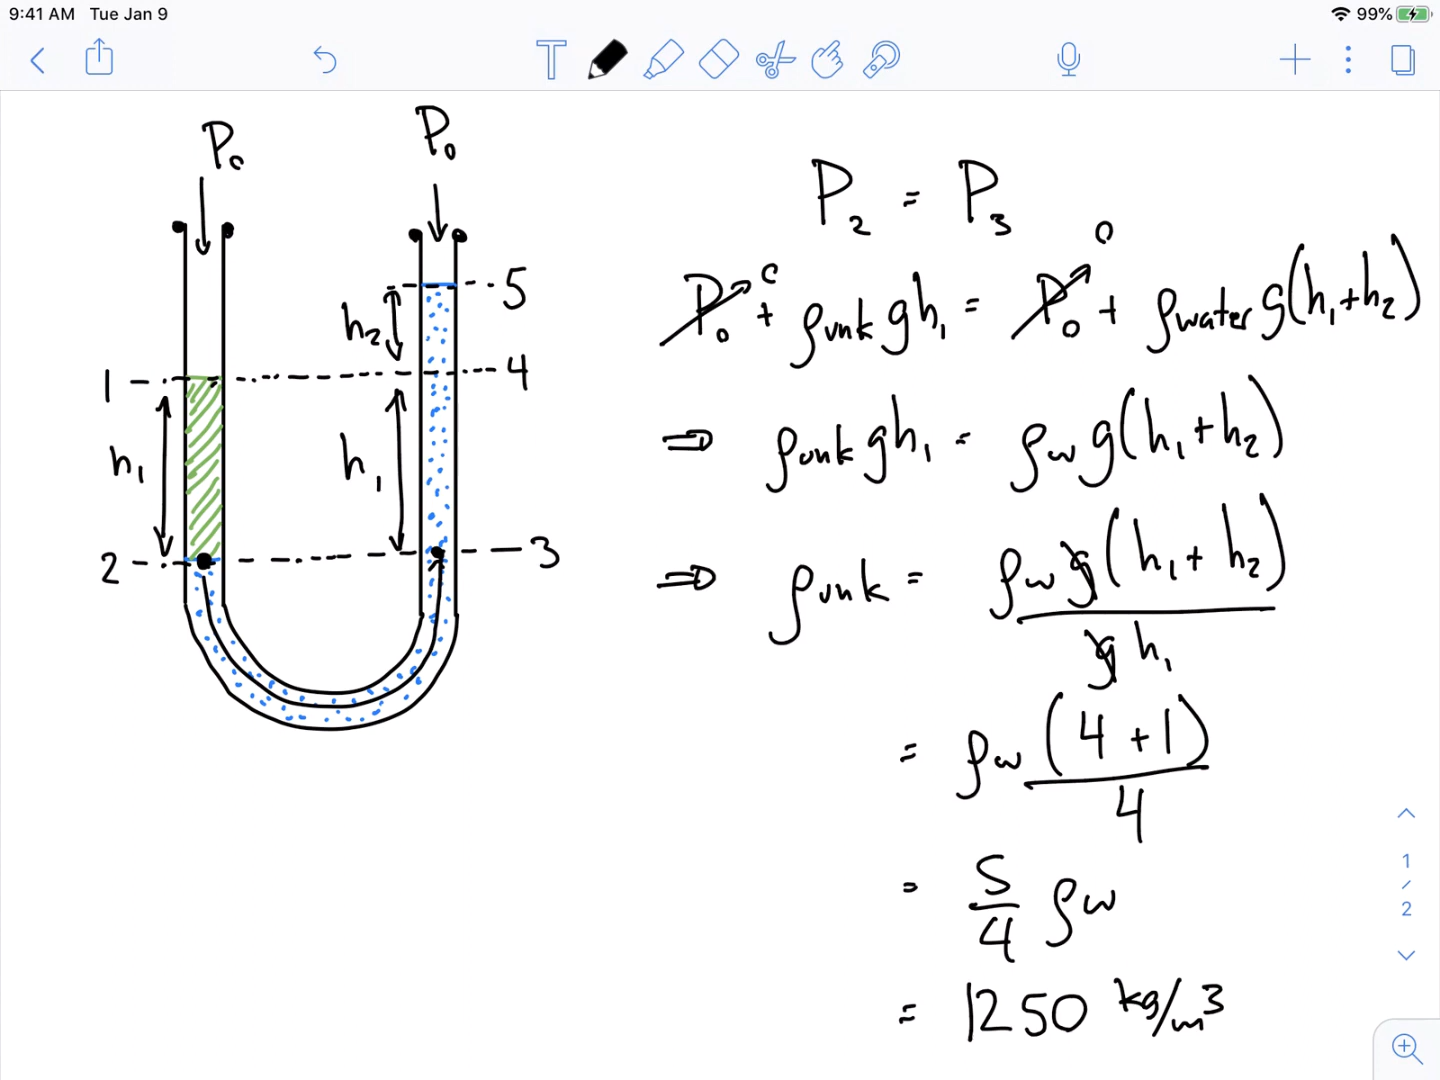 9:41 AM Tue Jan 9 99%
T
P₀ P₀
5
h₂
1 4
h₁ h₁
2 3
P₂ = P₃
P₀ ↗ 0 + ρunk gh₁ = P₀ ↗ 0 + ρwater g(h₁+h₂)
⇒ ρunk gh₁ = ρw g(h₁+h₂)
⇒ ρunk = ρw g(h₁+h₂)
g h₁
= ρw (4+1)
4
= 5/4 ρw
= 1250 kg/m³
1
/
2